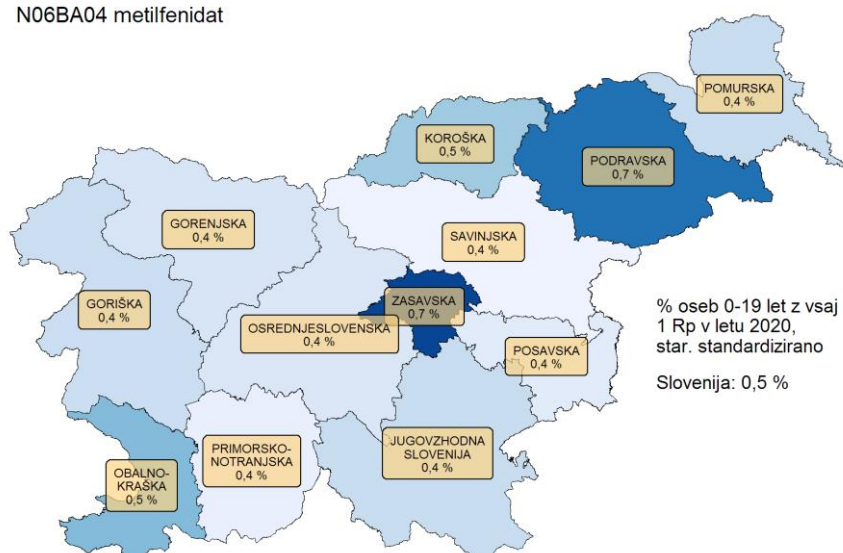 N06BA04 metilfenidat
POMURSKA
0,4 %
KOROŠKA
0,5 %
PODRAVSKA
0,7 %
GORENJSKA
0,4 %
SAVINJSKA
0,4 %
GORIŠKA
0,4 %
ZASAVSKA
0,7 %
OSREDNJESLOVENSKA
0,4 %
POSAVSKA
0,4 %
% oseb 0-19 let z vsaj
1 Rp v letu 2020,
star. standardizirano
Slovenija: 0,5 %
PRIMORSKO-
NOTRANJSKA
0,4 %
JUGOVZHODNA
SLOVENIJA
0,4 %
OBALNO-
KRAŠKA
0,5 %